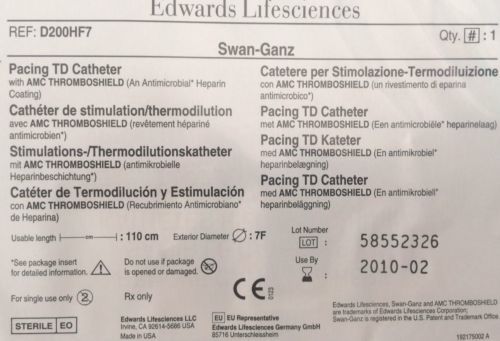 Edwards Lifesciences
REF: D200HF7
Qty. # : 1
Swan-Ganz
Pacing TD Catheter
with AMC THROMBOSHIELD (An Antimicrobial* Heparin
Coating)
Cathéter de stimulation/thermodilution
avec AMC THROMBOSHIELD (revêtement hépariné
antimicrobien*)
Stimulations-/Thermodilutionskatheter
mit AMC THROMBOSHIELD (antimikrobielle
Heparinbeschichtung*)
Catéter de Termodilución y Estimulación
con AMC THROMBOSHIELD (Recubrimiento Antimicrobiano*
de Heparina)
Catetere per Stimolazione-Termodiluizione
con AMC THROMBOSHIELD (un rivestimento di eparina
antimicrobico*)
Pacing TD Catheter
met AMC THROMBOSHIELD (Een antimicrobiële* heparinelaag)
Pacing TD Kateter
med AMC THROMBOSHIELD (En antimikrobiel*
heparinbelægning)
Pacing TD Catheter
med AMC THROMBOSHIELD (En antimikrobiell*
heparinbeläggning)
Usable length cm : 110 cm
Exterior Diameter : 7F
Lot Number
LOT : 58552326
Use By
: 2010-02
*See package insert
for detailed information.
Do not use if package
is opened or damaged.
For single use only 2
Rx only
CE 0123
STERILE EO
Edwards Lifesciences LLC
Irvine, CA 92614-5686 USA
Made in USA
EU EU Representative
Edwards Lifesciences Germany GmbH
85716 Unterschleissheim
Edwards Lifesciences, Swan-Ganz and AMC THROMBOSHIELD
are trademarks of Edwards Lifesciences Corporation;
Swan-Ganz is registered in the U.S. Patent and Trademark Office
182175002 A